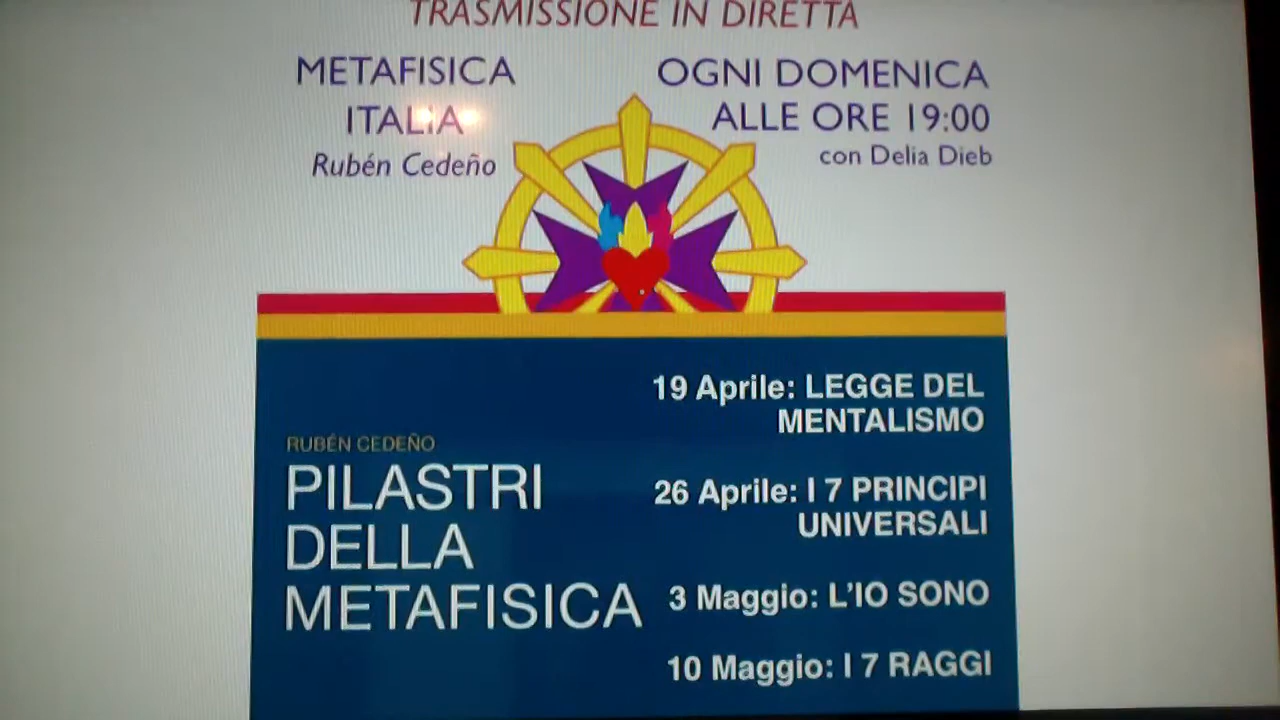 TRASMISSIONE IN DIRETTA
METAFISICA
ITALIA
Rubén Cedeño
OGNI DOMENICA
ALLE ORE 19:00
con Delia Dieb
RUBÉN CEDEÑO
PILASTRI
DELLA
METAFISICA
19 Aprile: LEGGE DEL
MENTALISMO
26 Aprile: I 7 PRINCIPI
UNIVERSALI
3 Maggio: L'IO SONO
10 Maggio: I 7 RAGGI